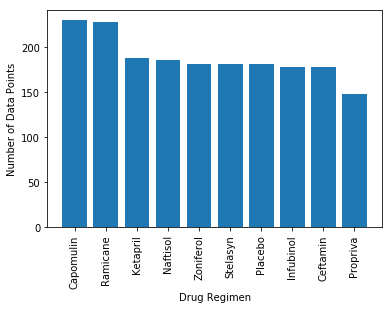 Number of Data Points
200
150
100
50
0
Capomulin
Ramicane
Ketapril
Naftisol
Zoniferol
Stelasyn
Placebo
Infubinol
Ceftamin
Propriva
Drug Regimen